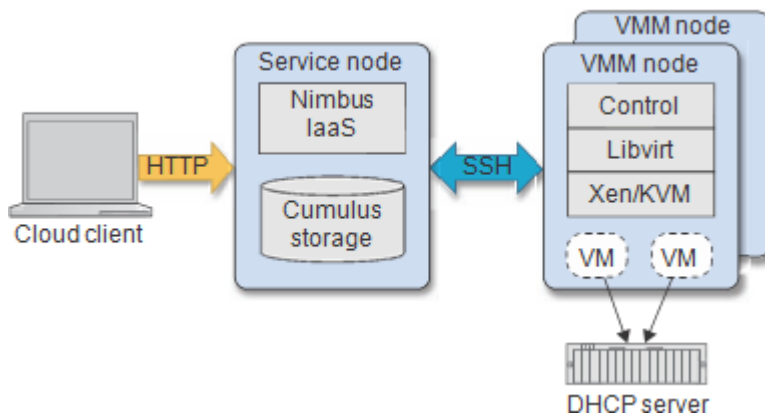 VMM node
Service node
VMM node
Nimbus
IaaS
Control
HTTP
SSH
Libvirt
Xen/KVM
Cumulus
storage
Cloud client
VM
VM
DHCP server